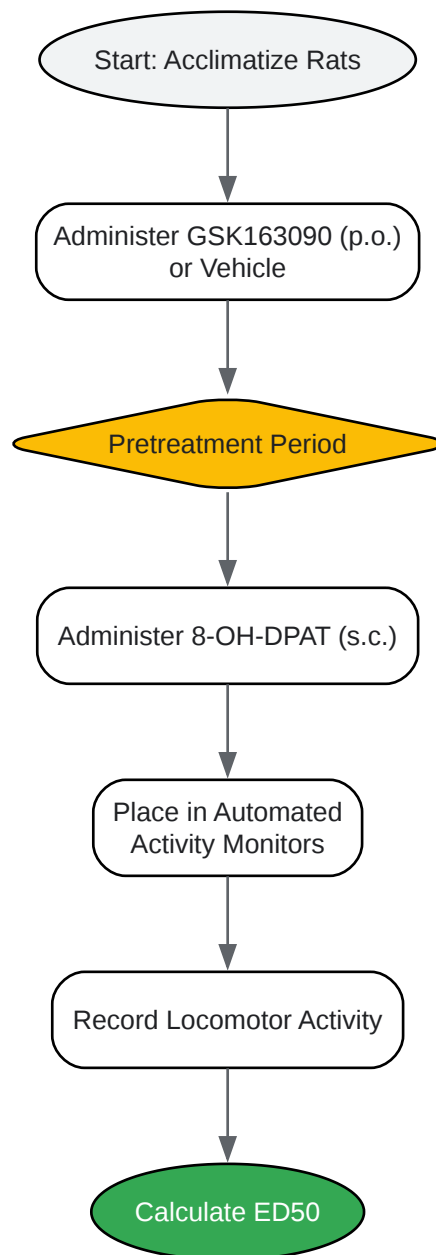 Start: Acclimatize Rats
Administer GSK163090 (p.o.)
or Vehicle
Pretreatment Period
Administer 8-OH-DPAT (s.c.)
Place in Automated
Activity Monitors
Record Locomotor Activity
Calculate ED50